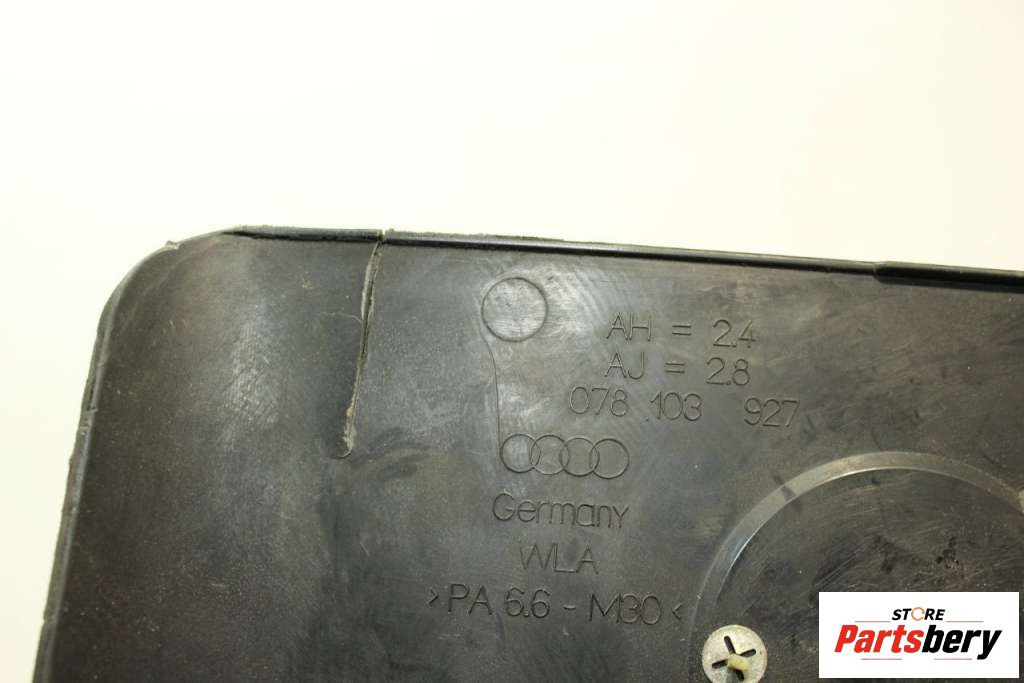 AH = 2.4
AJ = 2.8
078 103 927
Germany
WLA
>PA 6.6 - M30<
STORE
Partsbery